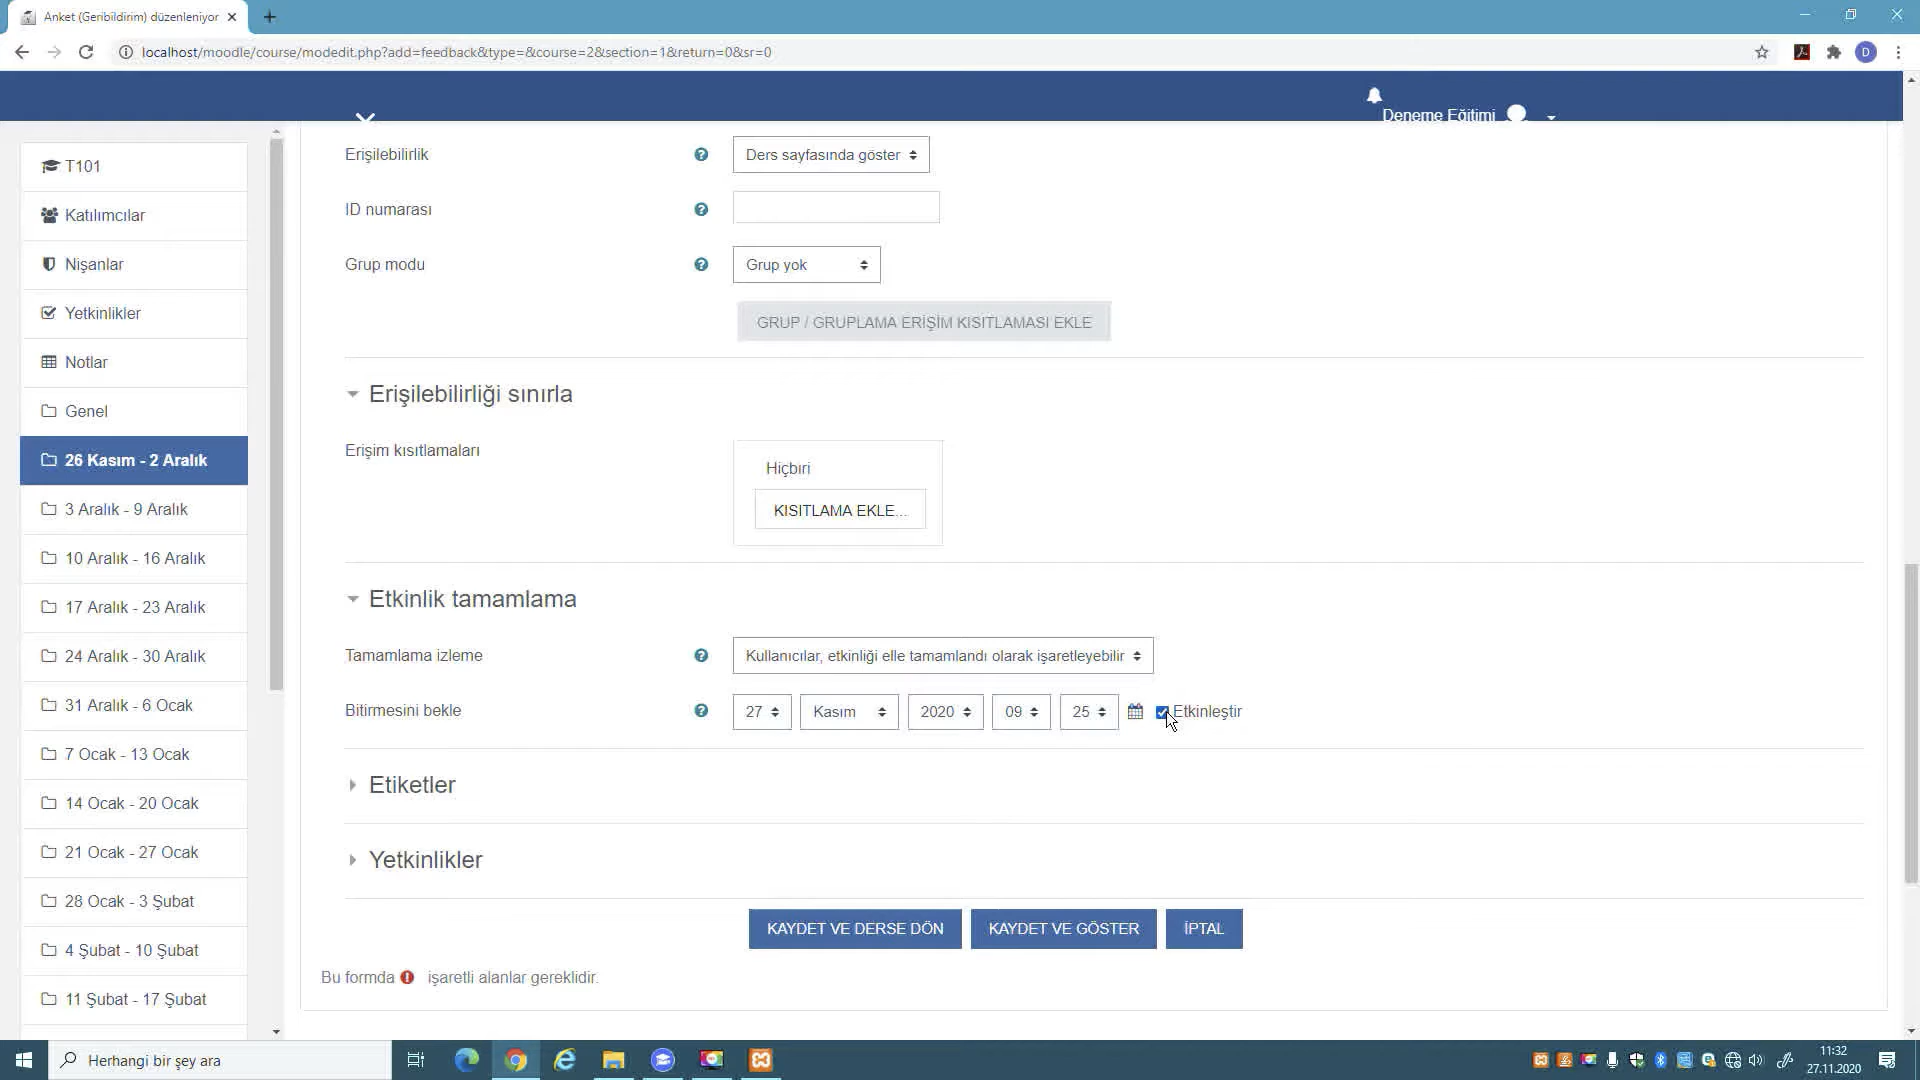 Anket (Geribildirim) düzenleniyor
localhost/moodle/course/modedit.php?add=feedback&type=&course=2&section=1&return=0&sr=0
D
Deneme Eğitimi
T101
Katılımcılar
Nişanlar
Yetkinlikler
Notlar
Genel
26 Kasım - 2 Aralık
3 Aralık - 9 Aralık
10 Aralık - 16 Aralık
17 Aralık - 23 Aralık
24 Aralık - 30 Aralık
31 Aralık - 6 Ocak
7 Ocak - 13 Ocak
14 Ocak - 20 Ocak
21 Ocak - 27 Ocak
28 Ocak - 3 Şubat
4 Şubat - 10 Şubat
11 Şubat - 17 Şubat
Erişilebilirlik
Ders sayfasında göster
ID numarası
Grup modu
Grup yok
GRUP / GRUPLAMA ERİŞİM KISITLAMASI EKLE
Erişilebilirliği sınırla
Erişim kısıtlamaları
Hiçbiri
KISITLAMA EKLE...
Etkinlik tamamlama
Tamamlama izleme
Kullanıcılar, etkinliği elle tamamlandı olarak işaretleyebilir
Bitirmesini bekle
27 Kasım 2020 09 25 Etkinleştir
Etiketler
Yetkinlikler
KAYDET VE DERSE DÖN
KAYDET VE GÖSTER
İPTAL
Bu formda işaretli alanlar gereklidir.
Herhangi bir şey ara
11:32
27.11.2020